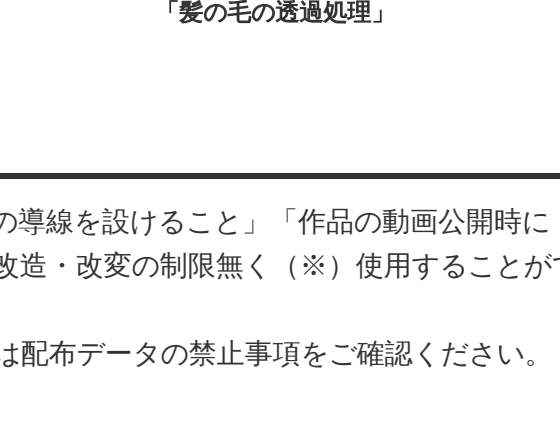 「髪の毛の透過処理」
の導線を設けること」「作品の動画公開時に
改造・改変の制限無く（※）使用することが
は配布データの禁止事項をご確認ください。